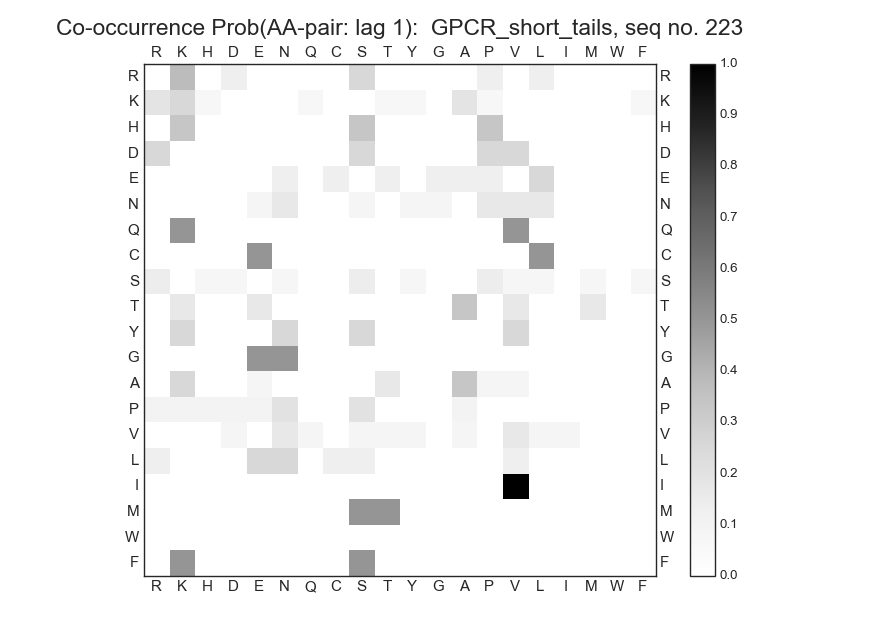 Co-occurrence Prob(AA-pair: lag 1):  GPCR_short_tails, seq no. 223
R K H D E N Q C S T Y G A P V L I M W F
R R 1.0
K K 0.9
H H
D D 0.8
E E
N N 0.7
Q Q 0.6
C C
S S 0.5
T T
Y Y
G G 0.4
A A
P P 0.3
V V
L L 0.2
I I
M M 0.1
W W
F F 0.0
R K H D E N Q C S T Y G A P V L I M W F